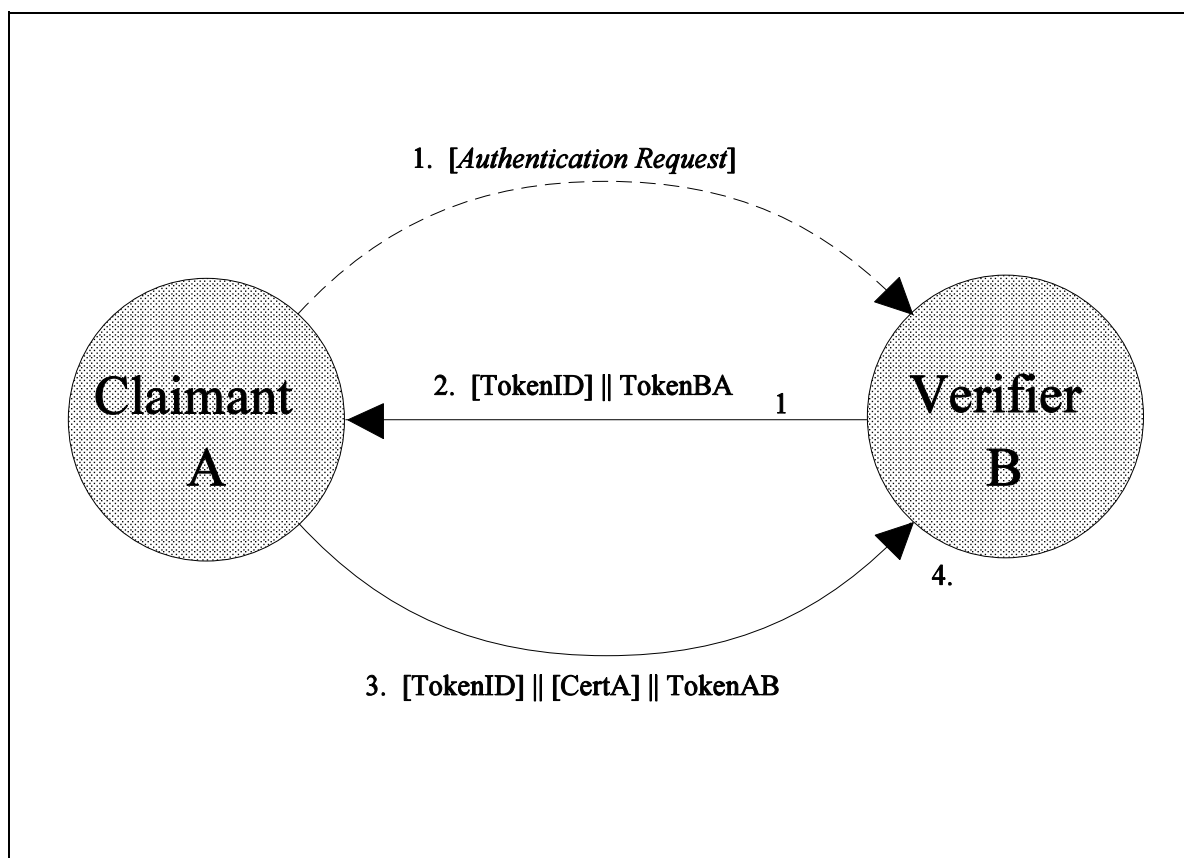 1. [Authentication Request]
2. [TokenID] || TokenBA
1
Claimant
A
Verifier
B
4.
3. [TokenID] || [CertA] || TokenAB